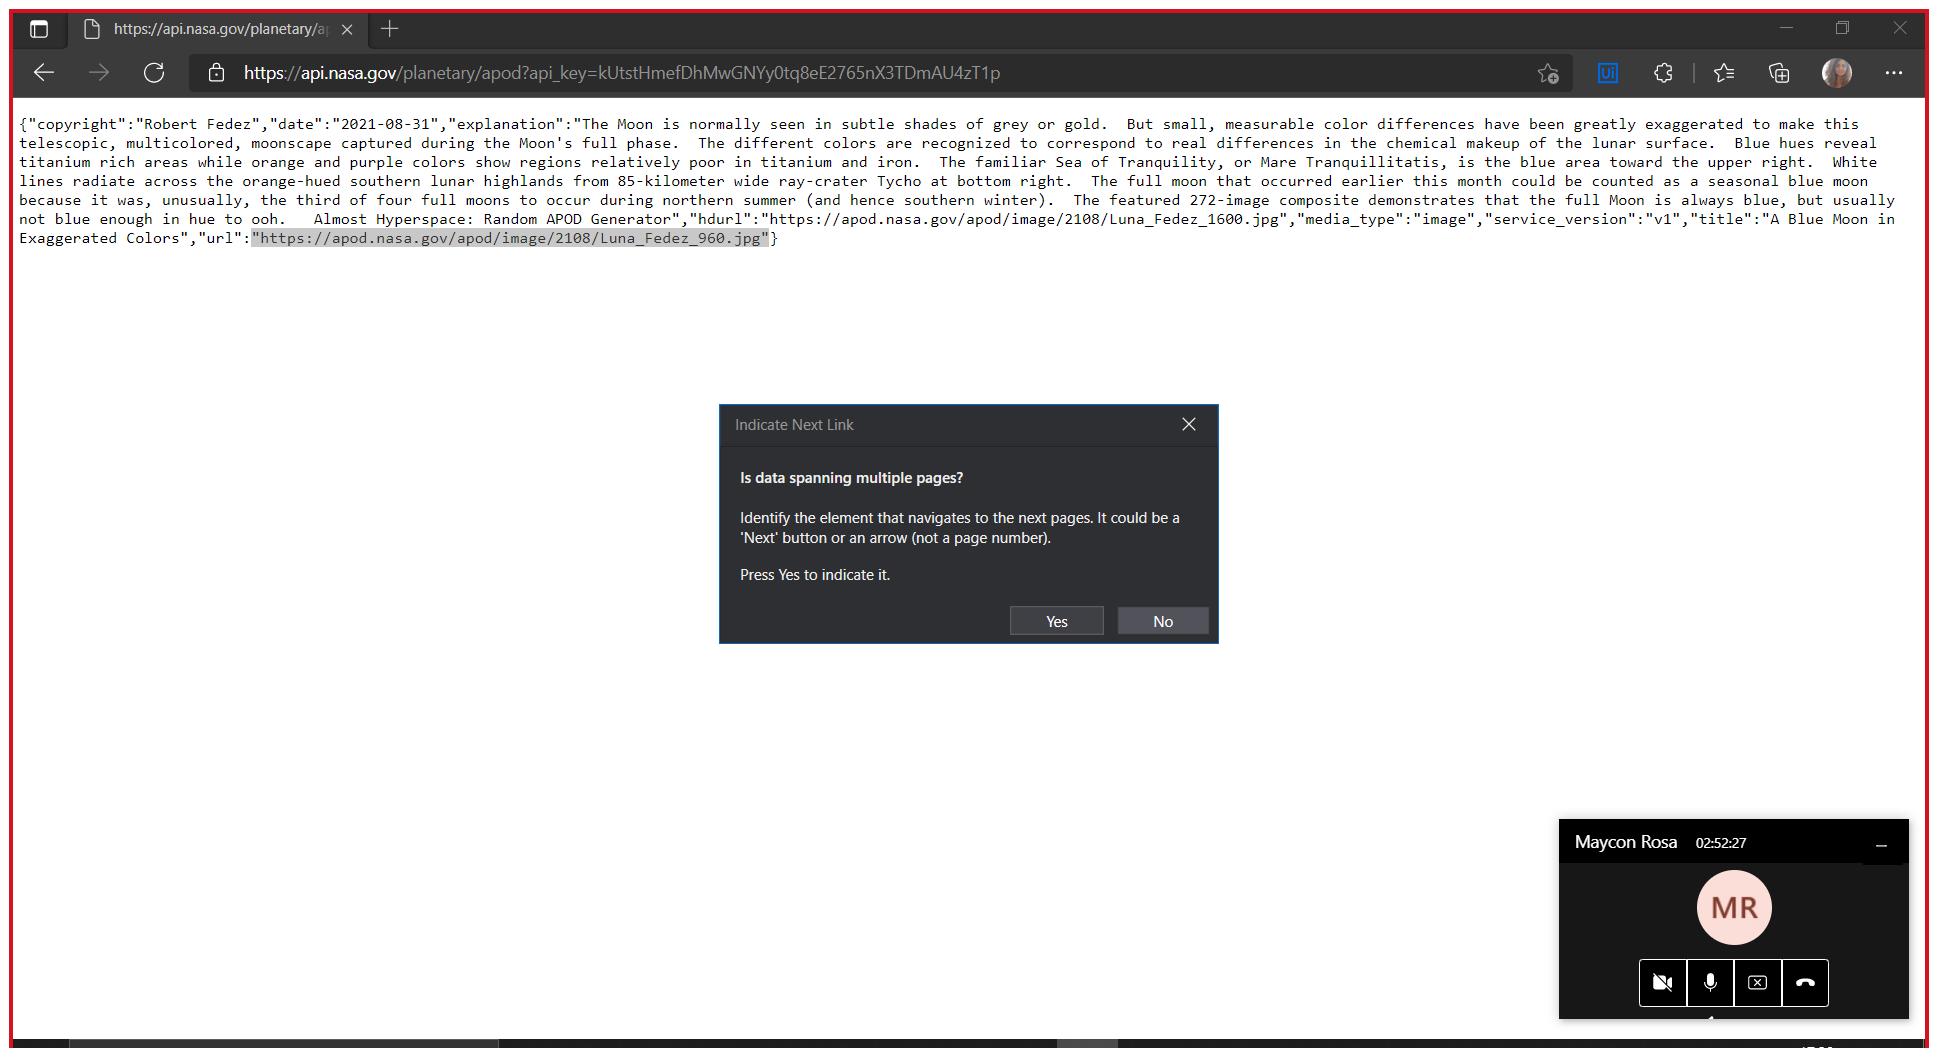 https://api.nasa.gov/planetary/ap
https://api.nasa.gov/planetary/apod?api_key=kUtstHmefDhMwGNYy0tq8eE2765nX3TDmAU4zT1p
Ui
{"copyright":"Robert Fedez","date":"2021-08-31","explanation":"The Moon is normally seen in subtle shades of grey or gold.  But small, measurable color differences have been greatly exaggerated to make this
telescopic, multicolored, moonscape captured during the Moon's full phase.  The different colors are recognized to correspond to real differences in the chemical makeup of the lunar surface.  Blue hues reveal
titanium rich areas while orange and purple colors show regions relatively poor in titanium and iron.  The familiar Sea of Tranquility, or Mare Tranquillitatis, is the blue area toward the upper right.  White
lines radiate across the orange-hued southern lunar highlands from 85-kilometer wide ray-crater Tycho at bottom right.  The full moon that occurred earlier this month could be counted as a seasonal blue moon
because it was, unusually, the third of four full moons to occur during northern summer (and hence southern winter).  The featured 272-image composite demonstrates that the full Moon is always blue, but usually
not blue enough in hue to ooh.   Almost Hyperspace: Random APOD Generator","hdurl":"https://apod.nasa.gov/apod/image/2108/Luna_Fedez_1600.jpg","media_type":"image","service_version":"v1","title":"A Blue Moon in
Exaggerated Colors","url":"https://apod.nasa.gov/apod/image/2108/Luna_Fedez_960.jpg"}
Indicate Next Link
Is data spanning multiple pages?
Identify the element that navigates to the next pages. It could be a
'Next' button or an arrow (not a page number).
Press Yes to indicate it.
Yes No
Maycon Rosa 02:52:27
MR